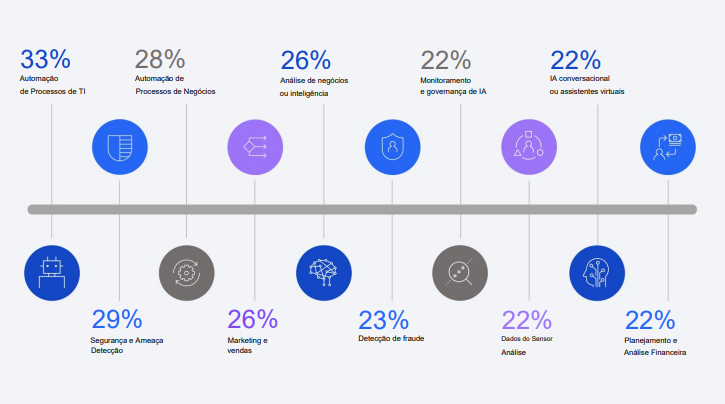 33%
Automação
de Processos de TI
28%
Automação de
Processos de Negócios
26%
Análise de negócios
ou inteligência
22%
Monitoramento
e governança de IA
22%
IA conversacional
ou assistentes virtuais
29%
Segurança e Ameaça
Detecção
26%
Marketing e
vendas
23%
Detecção de fraude
22%
Dados do Sensor
Análise
22%
Planejamento e
Análise Financeira